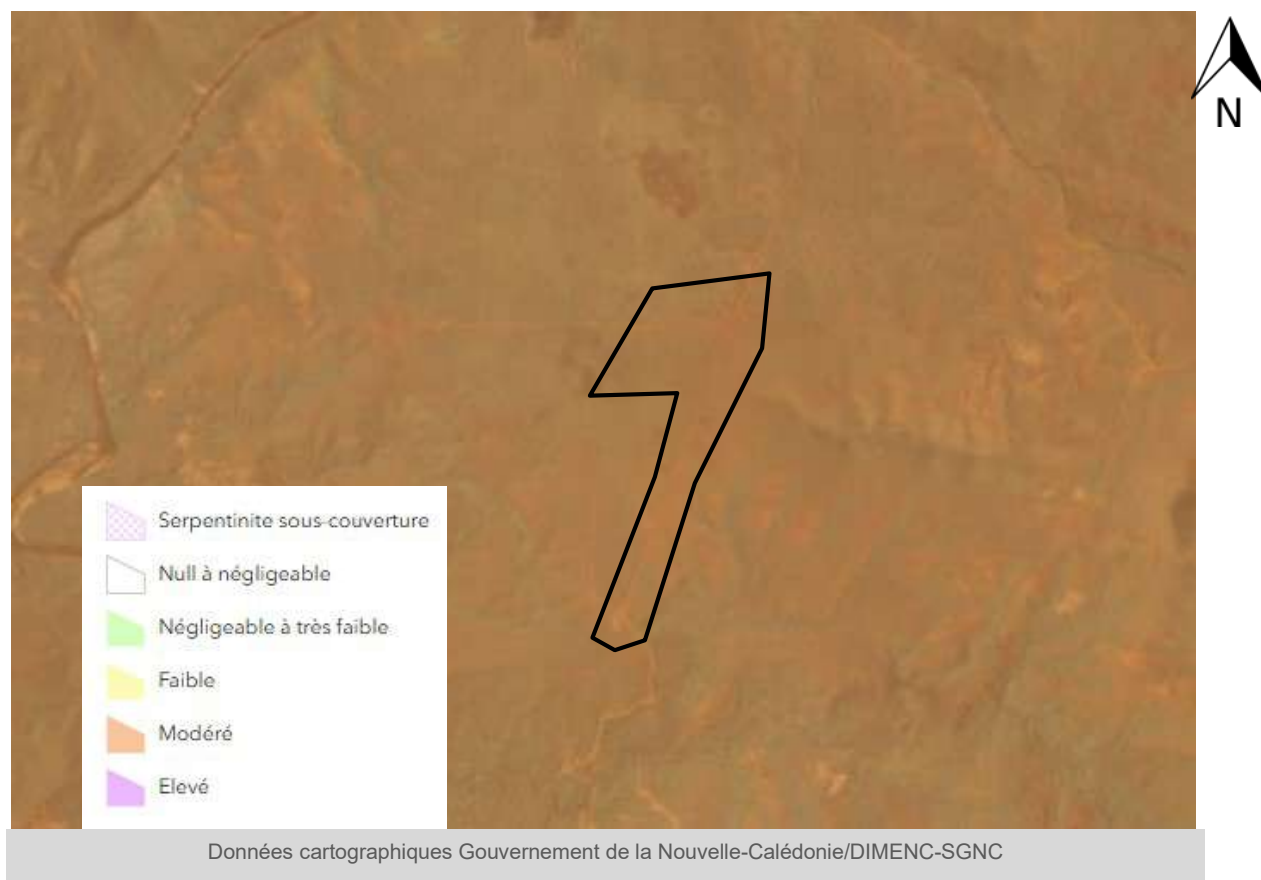 N
Serpentinite sous-couverture
Null à négligeable
Négligeable à très faible
Faible
Modéré
Elevé
Données cartographiques Gouvernement de la Nouvelle-Calédonie/DIMENC-SGNC